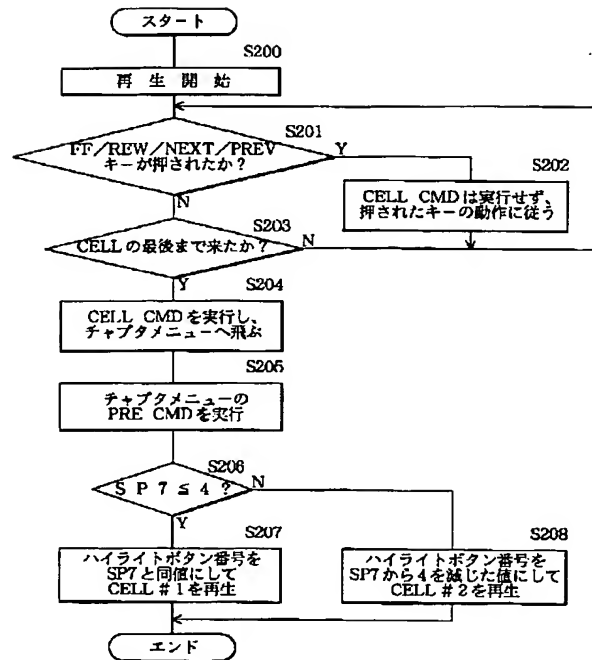 スタート
S200
再生開始
S201
FF/REW/NEXT/PREV
キーが押されたか?
Y
N
S202
CELL CMDは実行せず、
押されたキーの動作に従う
S203
CELLの最後まで来たか?
N
Y
S204
CELL CMDを実行し、
チャプタメニューへ飛ぶ
S205
チャプタメニューの
PRE CMDを実行
S206
SP7≦4?
N
Y
S207
ハイライトボタン番号を
SP7と同値にして
CELL#1を再生
S208
ハイライトボタン番号を
SP7から4を減じた値にして
CELL#2を再生
エンド